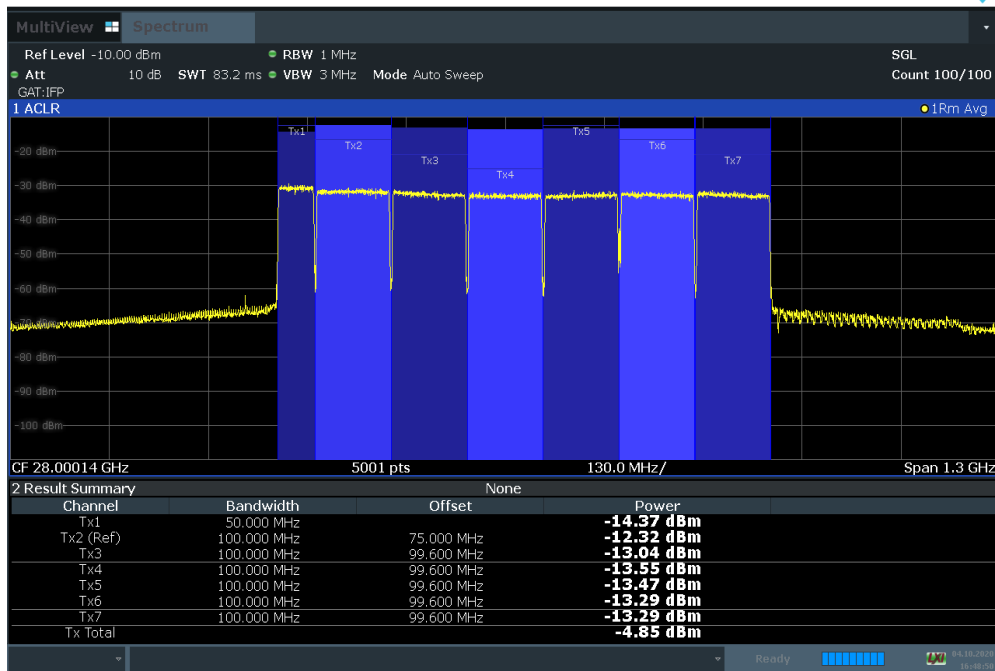 MultiView Spectrum
Ref Level -10.00 dBm RBW 1 MHz SGL
Att 10 dB SWT 83.2 ms VBW 3 MHz Mode Auto Sweep Count 100/100
GAT:IFP
1 ACLR 1Rm Avg
Tx1 Tx5
Tx2 Tx6
Tx3 Tx7
Tx4
-20 dBm
-30 dBm
-40 dBm
-50 dBm
-60 dBm
-70 dBm
-80 dBm
-90 dBm
-100 dBm
CF 28.00014 GHz 5001 pts 130.0 MHz/ Span 1.3 GHz
2 Result Summary None
Channel Bandwidth Offset Power
Tx1 50.000 MHz -14.37 dBm
Tx2 (Ref) 100.000 MHz 75.000 MHz -12.32 dBm
Tx3 100.000 MHz 99.600 MHz -13.04 dBm
Tx4 100.000 MHz 99.600 MHz -13.55 dBm
Tx5 100.000 MHz 99.600 MHz -13.47 dBm
Tx6 100.000 MHz 99.600 MHz -13.29 dBm
Tx7 100.000 MHz 99.600 MHz -13.29 dBm
Tx Total -4.85 dBm
Ready 04.10.2020
16:40:50